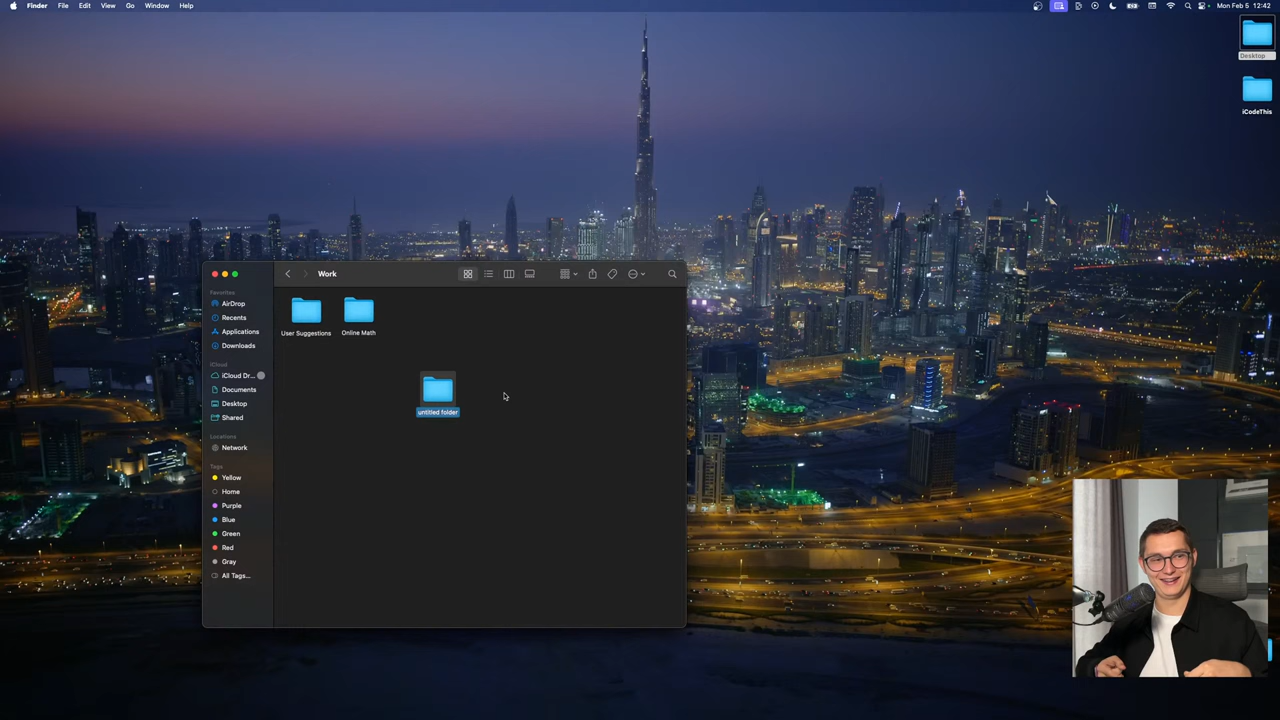 Finder File Edit View Go Window Help
Mon Feb 5 12:42
Desktop
iCodeThis
Work
Favorites
AirDrop
Recents
Applications
Downloads
iCloud
iCloud Dr...
Documents
Desktop
Shared
Locations
Network
Tags
Yellow
Home
Purple
Blue
Green
Red
Gray
All Tags...
User Suggestions
Online Math
untitled folder